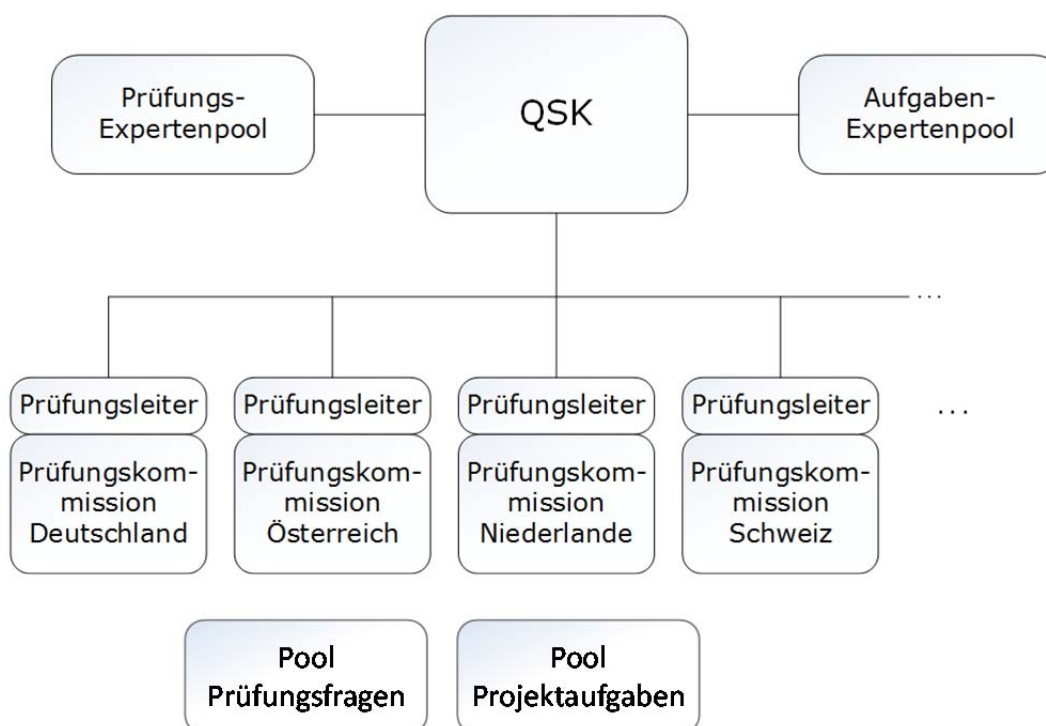 Prüfungs-
Expertenpool
QSK
Aufgaben-
Expertenpool
...
Prüfungsleiter
Prüfungskom-
mission
Deutschland
Prüfungsleiter
Prüfungskom-
mission
Österreich
Prüfungsleiter
Prüfungskom-
mission
Niederlande
Prüfungsleiter
Prüfungskom-
mission
Schweiz
...
Pool
Prüfungsfragen
Pool
Projektaufgaben